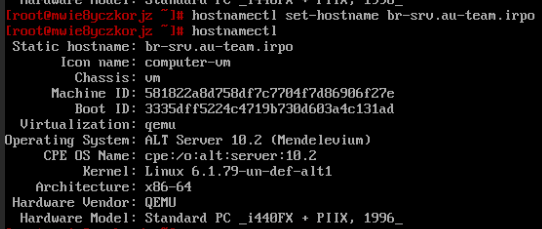 Hardware Model: Standard PC _i440FX + PIIX, 1996_
[root@mwie8yczkorjz ~]# hostnamectl set-hostname br-srv.au-team.irpo
[root@mwie8yczkorjz ~]# hostnamectl
Static hostname: br-srv.au-team.irpo
Icon name: computer-vm
Chassis: vm
Machine ID: 581822a8d758df7c7704f7d86906f27e
Boot ID: 3335dff5224c4719b730d603a4c131ad
Virtualization: qemu
Operating System: ALT Server 10.2 (Mendelevium)
CPE OS Name: cpe:/o:alt:server:10.2
Kernel: Linux 6.1.79-un-def-alt1
Architecture: x86-64
Hardware Vendor: QEMU
Hardware Model: Standard PC _i440FX + PIIX, 1996_